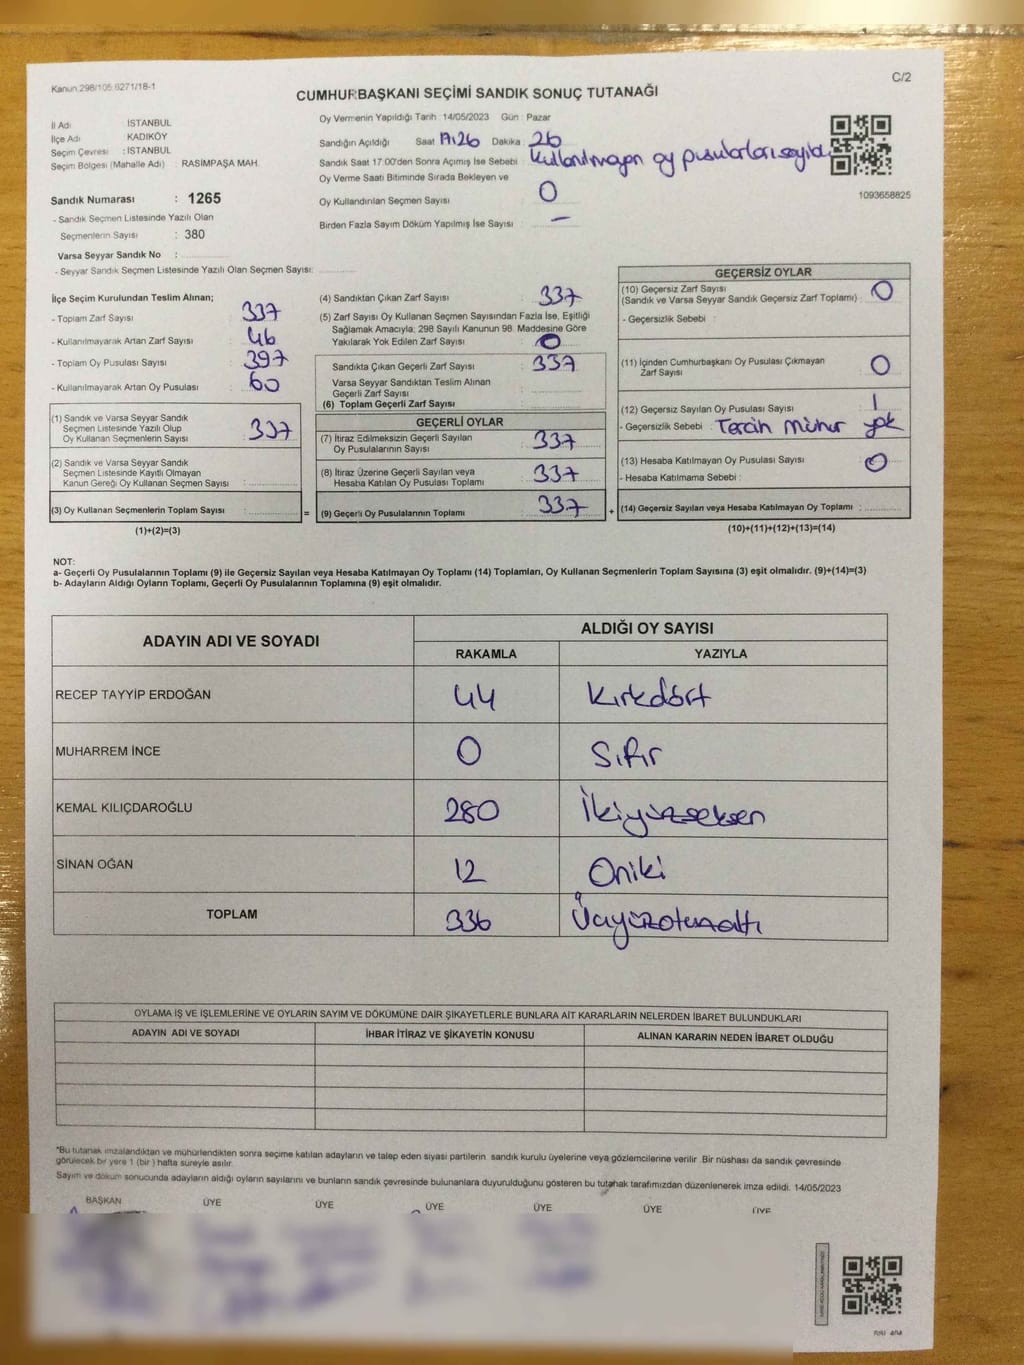 Kanun 298/105 6271/18-1
C/2
CUMHURBAŞKANI SEÇİMİ SANDIK SONUÇ TUTANAĞI
İl Adı İSTANBUL
İlçe Adı KADIKÖY
Seçim Çevresi : İSTANBUL
Seçim Bölgesi (Mahalle Adı) : RASİMPAŞA MAH.
Sandık Numarası : 1265
- Sandık Seçmen Listesinde Yazılı Olan
Seçmenlerin Sayısı : 380
Varsa Seyyar Sandık No :
- Seyyar Sandık Seçmen Listesinde Yazılı Olan Seçmen Sayısı:
Oy Vermenin Yapıldığı Tarih : 14/05/2023 Gün : Pazar
Sandığın Açıldığı Saat 17:26 Dakika : 26
Sandık Saat 17 00'den Sonra Açımış İse Sebebi : Kullanılmayan oy pusulaları sayıldı
Oy Verme Saati Bitiminde Sırada Bekleyen ve
Oy Kullandırılan Seçmen Sayısı 0
Birden Fazla Sayım Döküm Yapılmış İse Sayısı : –
1093658825
İlçe Seçim Kurulundan Teslim Alınan;
- Toplam Zarf Sayısı : 337
- Kullanılmayarak Artan Zarf Sayısı : 46
- Toplam Oy Pusulası Sayısı : 397
- Kullanılmayarak Artan Oy Pusulası : 60
(1) Sandık ve Varsa Seyyar Sandık
Seçmen Listesinde Yazılı Olup
Oy Kullanan Seçmenlerin Sayısı : 337
(2) Sandık ve Varsa Seyyar Sandık
Seçmen Listesinde Kayıtlı Olmayan
Kanun Gereği Oy Kullanan Seçmen Sayısı :
(3) Oy Kullanan Seçmenlerin Toplam Sayısı :
(1)+(2)=(3)
=
(4) Sandıktan Çıkan Zarf Sayısı : 337
(5) Zarf Sayısı Oy Kullanan Seçmen Sayısından Fazla İse, Eşitliği
Sağlamak Amacıyla; 298 Sayılı Kanunun 98. Maddesine Göre
Yakılarak Yok Edilen Zarf Sayısı : 0
Sandıkta Çıkan Geçerli Zarf Sayısı : 337
Varsa Seyyar Sandıktan Teslim Alınan
Geçerli Zarf Sayısı :
(6) Toplam Geçerli Zarf Sayısı :
GEÇERLİ OYLAR
(7) İtiraz Edilmeksizin Geçerli Sayılan
Oy Pusulalarının Sayısı : 337
(8) İtiraz Üzerine Geçerli Sayılan veya
Hesaba Katılan Oy Pusulası Toplamı : 337
(9) Geçerli Oy Pusulalarının Toplamı : 337
+
GEÇERSİZ OYLAR
(10) Geçersiz Zarf Sayısı
(Sandık ve Varsa Seyyar Sandık Geçersiz Zarf Toplamı) : 0
- Geçersizlik Sebebi :
(11) İçinden Cumhurbaşkanı Oy Pusulası Çıkmayan
Zarf Sayısı : 0
(12) Geçersiz Sayılan Oy Pusulası Sayısı : 1
- Geçersizlik Sebebi : Tercih mühür yok
(13) Hesaba Katılmayan Oy Pusulası Sayısı : 0
- Hesaba Katılmama Sebebi :
(14) Geçersiz Sayılan veya Hesaba Katılmayan Oy Toplamı :
(10)+(11)+(12)+(13)=(14)
NOT:
a- Geçerli Oy Pusulalarının Toplamı (9) ile Geçersiz Sayılan veya Hesaba Katılmayan Oy Toplamı (14) Toplamları, Oy Kullanan Seçmenlerin Toplam Sayısına (3) eşit olmalıdır. (9)+(14)=(3)
b- Adayların Aldığı Oyların Toplamı, Geçerli Oy Pusulalarının Toplamına (9) eşit olmalıdır.
ADAYIN ADI VE SOYADI ALDIĞI OY SAYISI
RAKAMLA YAZIYLA
RECEP TAYYİP ERDOĞAN 44 Kırkdört
MUHARREM İNCE 0 Sıfır
KEMAL KILIÇDAROĞLU 280 İkiyüzseksen
SİNAN OĞAN 12 Oniki
TOPLAM 336 Üçyüzotuzaltı
OYLAMA İŞ VE İŞLEMLERİNE VE OYLARIN SAYIM VE DÖKÜMÜNE DAİR ŞİKAYETLERLE BUNLARA AİT KARARLARIN NELERDEN İBARET BULUNDUKLARI
ADAYIN ADI VE SOYADI İHBAR İTİRAZ VE ŞİKAYETİN KONUSU ALINAN KARARIN NEDEN İBARET OLDUĞU
*Bu tutanak imzalandıktan ve mühürlendikten sonra seçime katılan adayların ve talep eden siyasi partilerin sandık kurulu üyelerine veya gözlemcilerine verilir .Bir nüshası da sandık çevresinde
görülecek bir yere 1 (bir ) hafta süreyle asılır.
Sayım ve döküm sonucunda adayların aldığı oyların sayılarını ve bunların sandık çevresinde bulunanlara duyurulduğunu gösteren bu tutanak tarafımızdan düzenlenerek imza edildi. 14/05/2023
BAŞKAN ÜYE ÜYE ÜYE ÜYE ÜYE ÜYE